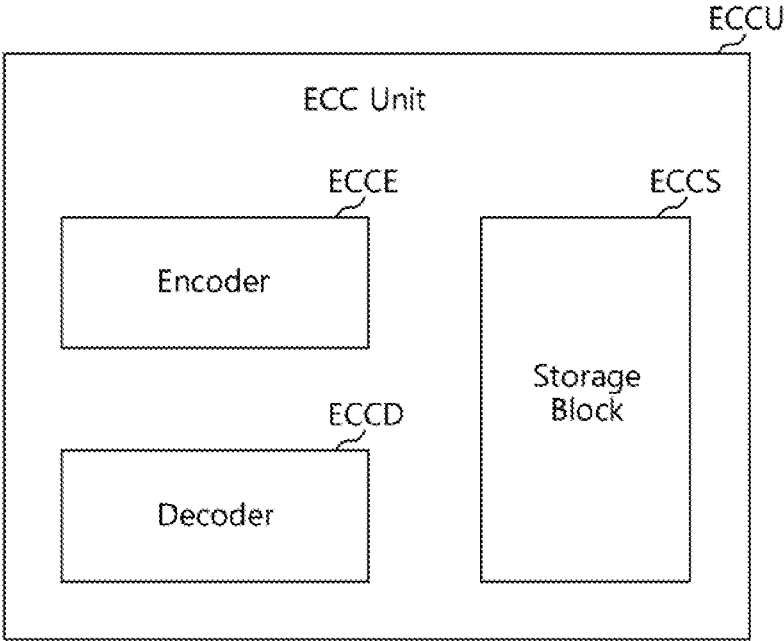 ECCU
ECC Unit
ECCE
ECCS
Encoder
Storage
Block
ECCD
Decoder